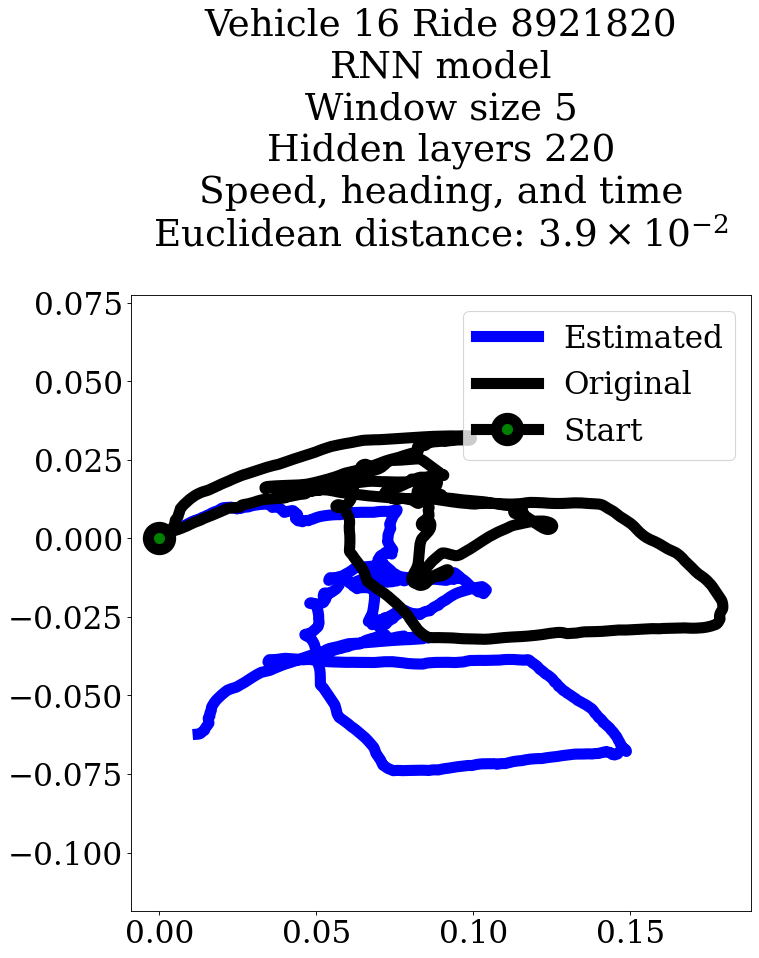 Vehicle 16 Ride 8921820
RNN model
Window size 5
Hidden layers 220
Speed, heading, and time
Euclidean distance: 3.9 × 10⁻²
0.075
0.050
0.025
0.000
−0.025
−0.050
−0.075
−0.100
Estimated
Original
Start
0.00 0.05 0.10 0.15